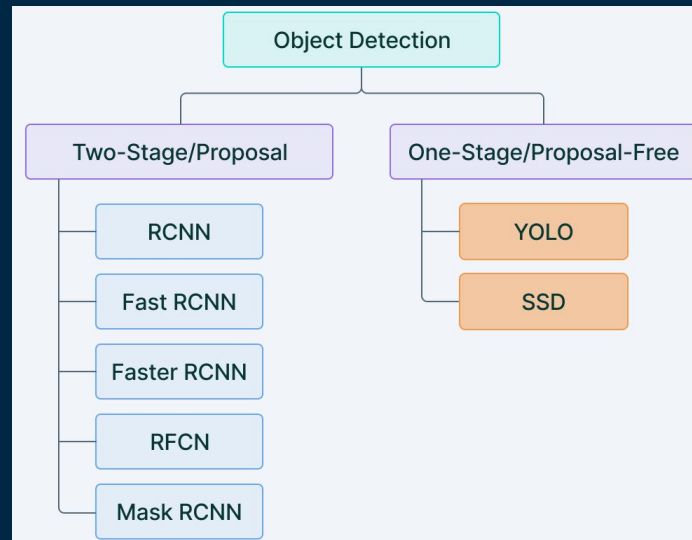 Object Detection
Two-Stage/Proposal
One-Stage/Proposal-Free
RCNN
Fast RCNN
Faster RCNN
RFCN
Mask RCNN
YOLO
SSD